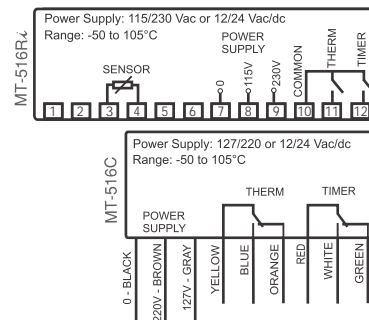 Power Supply: 115/230 Vac or 12/24 Vac/dc
Range: -50 to 105°C
POWER
SUPPLY
SENSOR
0
115V
230V
COMMON
THERM
TIMER
MT-516Ri
1 2 3 4 5 6 7 8 9 10 11 12
Power Supply: 127/220 or 12/24 Vac/dc
Range: -50 to 105°C
MT-516C
THERM
TIMER
POWER
SUPPLY
0 - BLACK
220V - BROWN
127V - GRAY
YELLOW
BLUE
ORANGE
RED
WHITE
GREEN